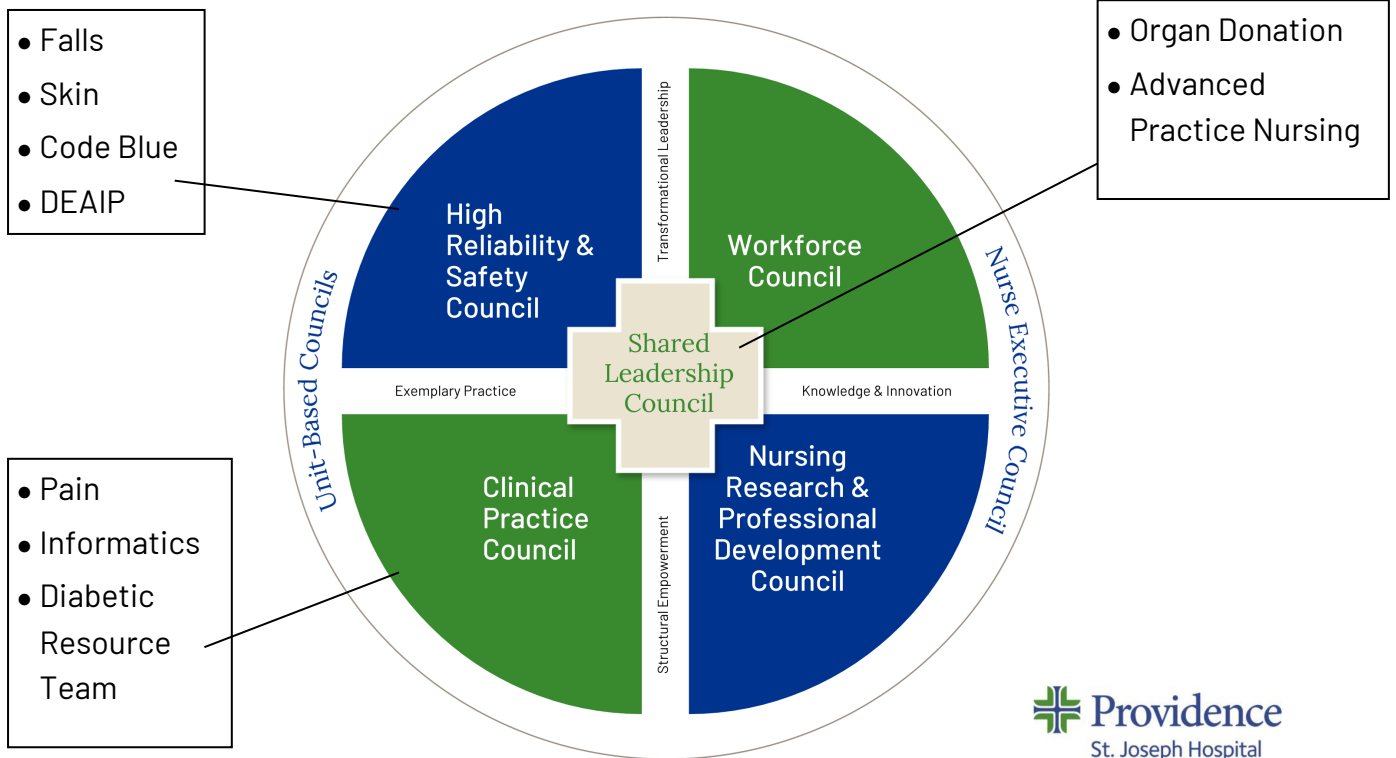 • Falls
• Skin
• Code Blue
• DEAIP
• Organ Donation
• Advanced
Practice Nursing
Transformational Leadership
High
Reliability &
Safety
Council
Workforce
Council
Unit-Based Councils
Nurse Executive Council
Shared
Leadership
Council
Exemplary Practice
Knowledge & Innovation
• Pain
• Informatics
• Diabetic
Resource
Team
Clinical
Practice
Council
Structural Empowerment
Nursing
Research &
Professional
Development
Council
Providence
St. Joseph Hospital